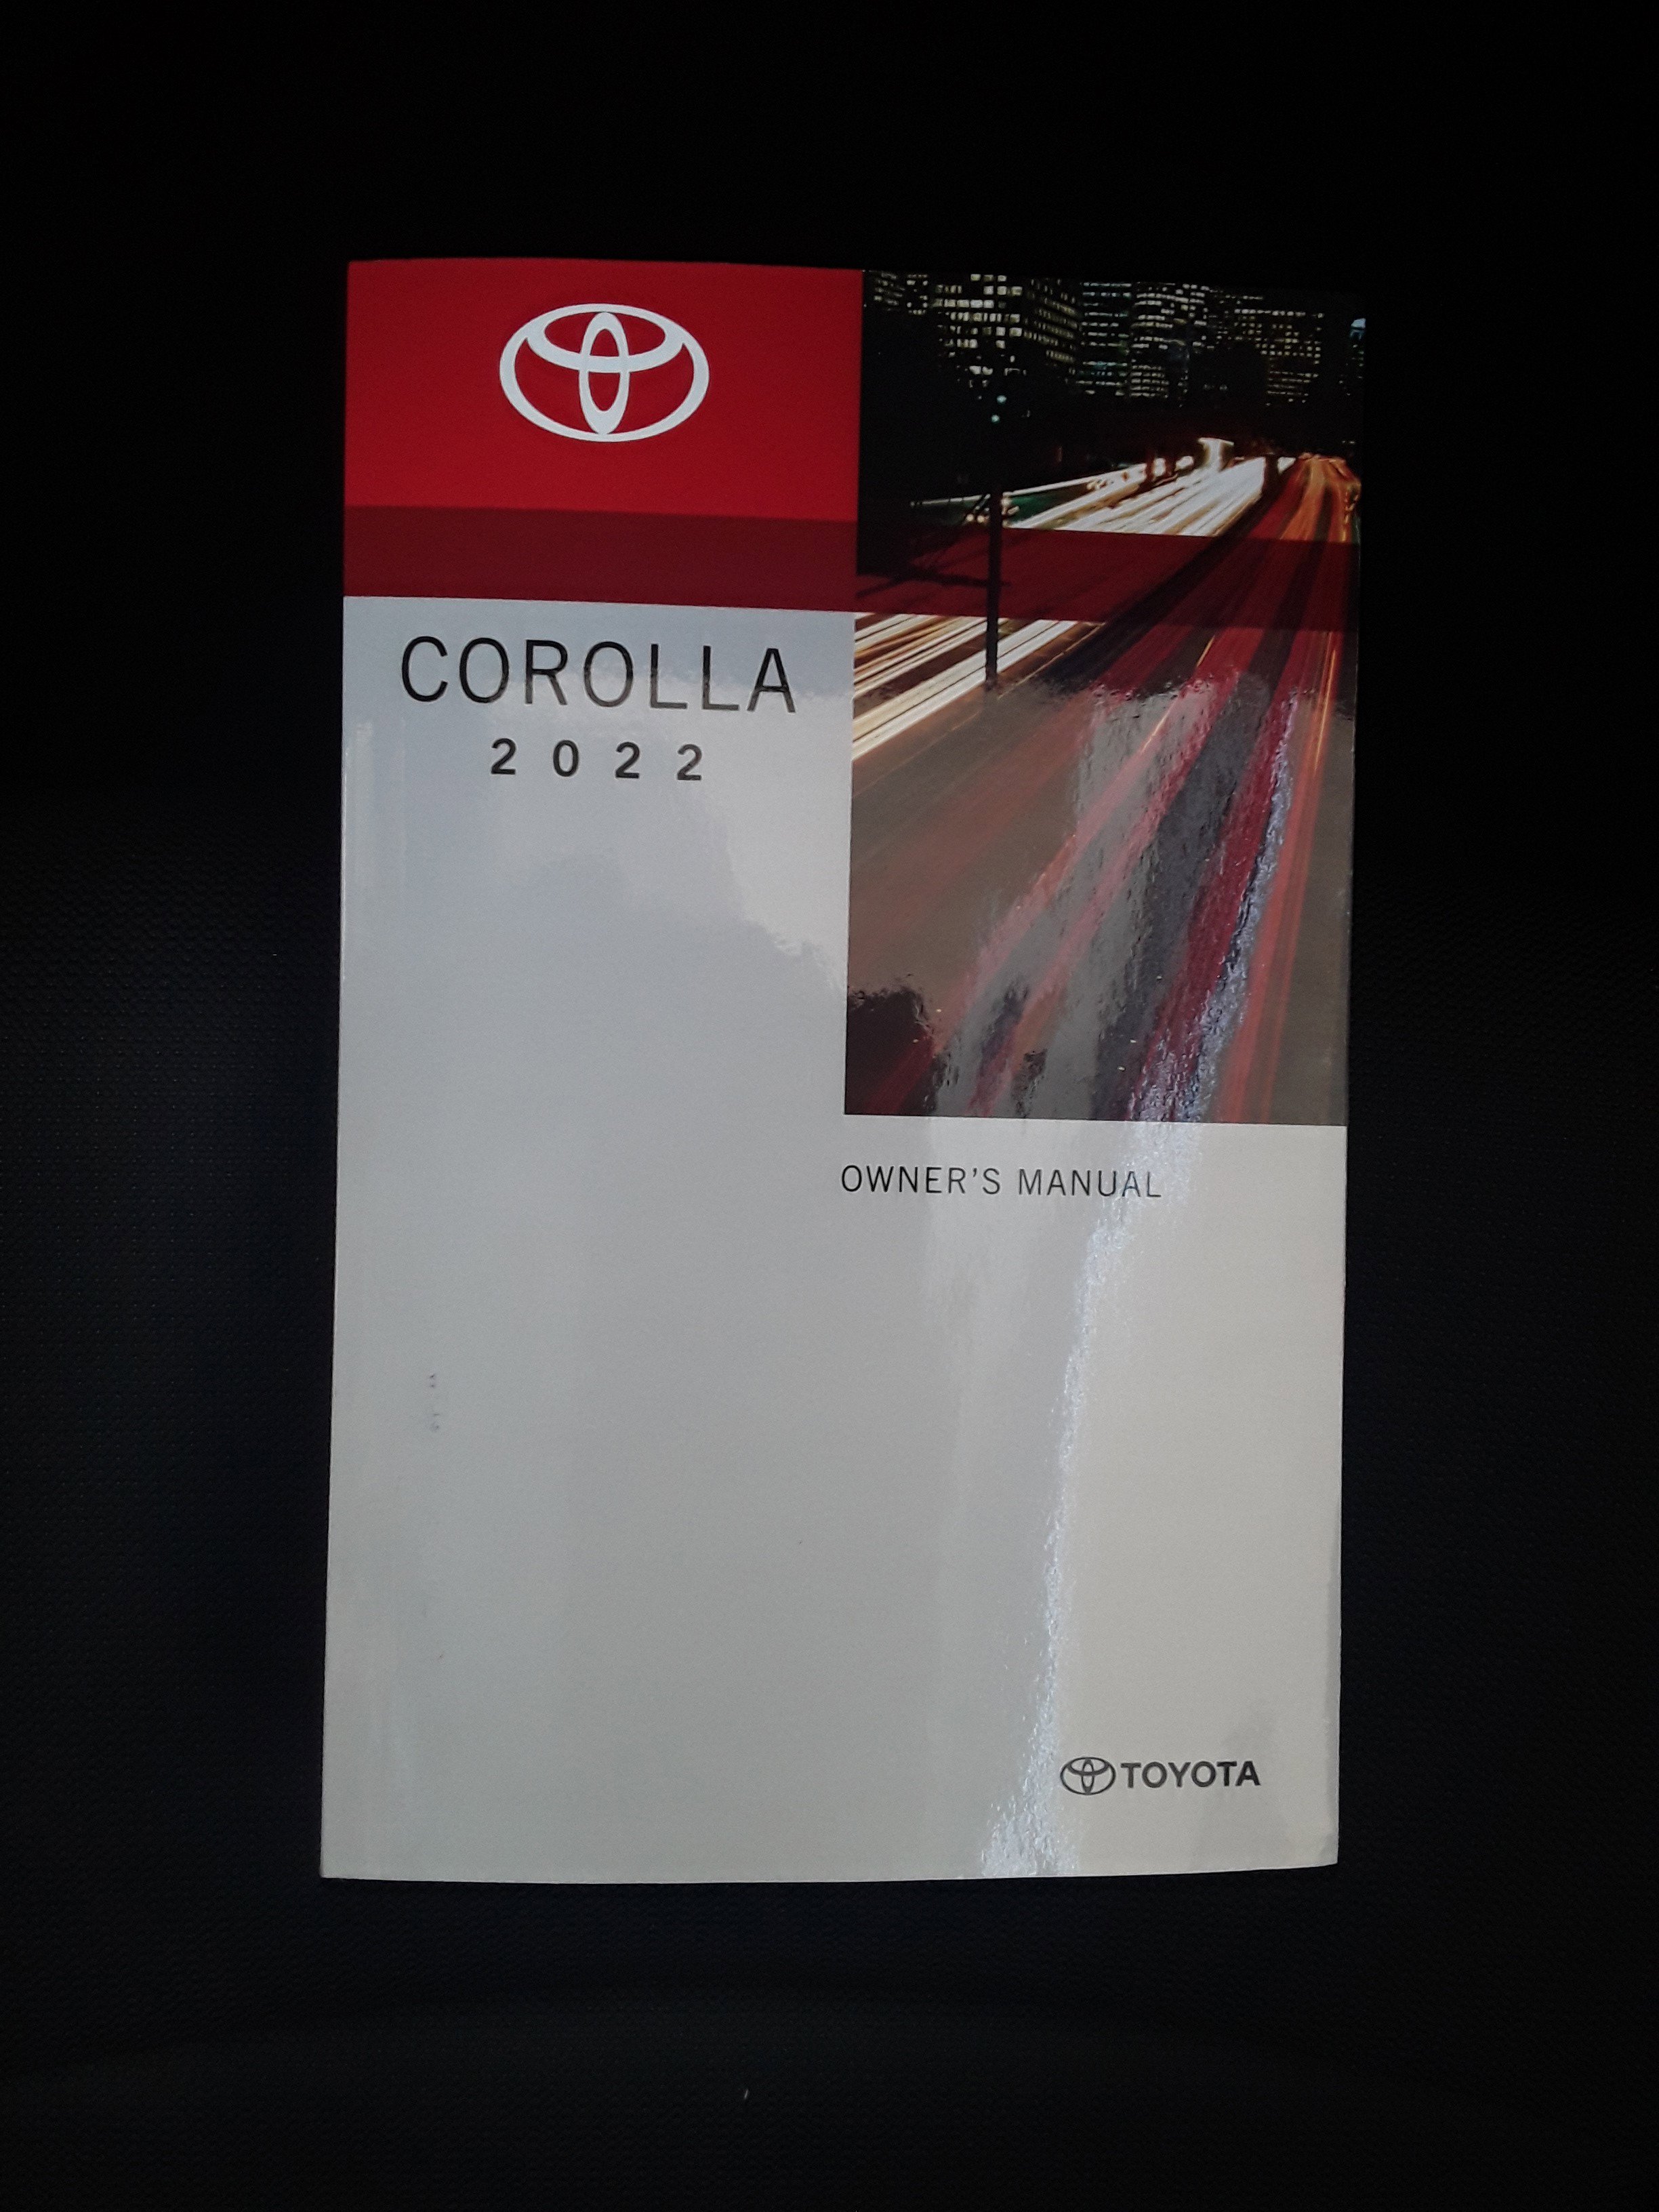 COROLLA
2022
OWNER'S MANUAL
TOYOTA